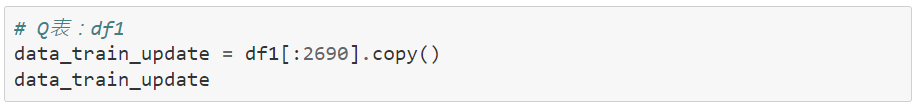 # Q表：df1
data_train_update = df1[:2690].copy()
data_train_update